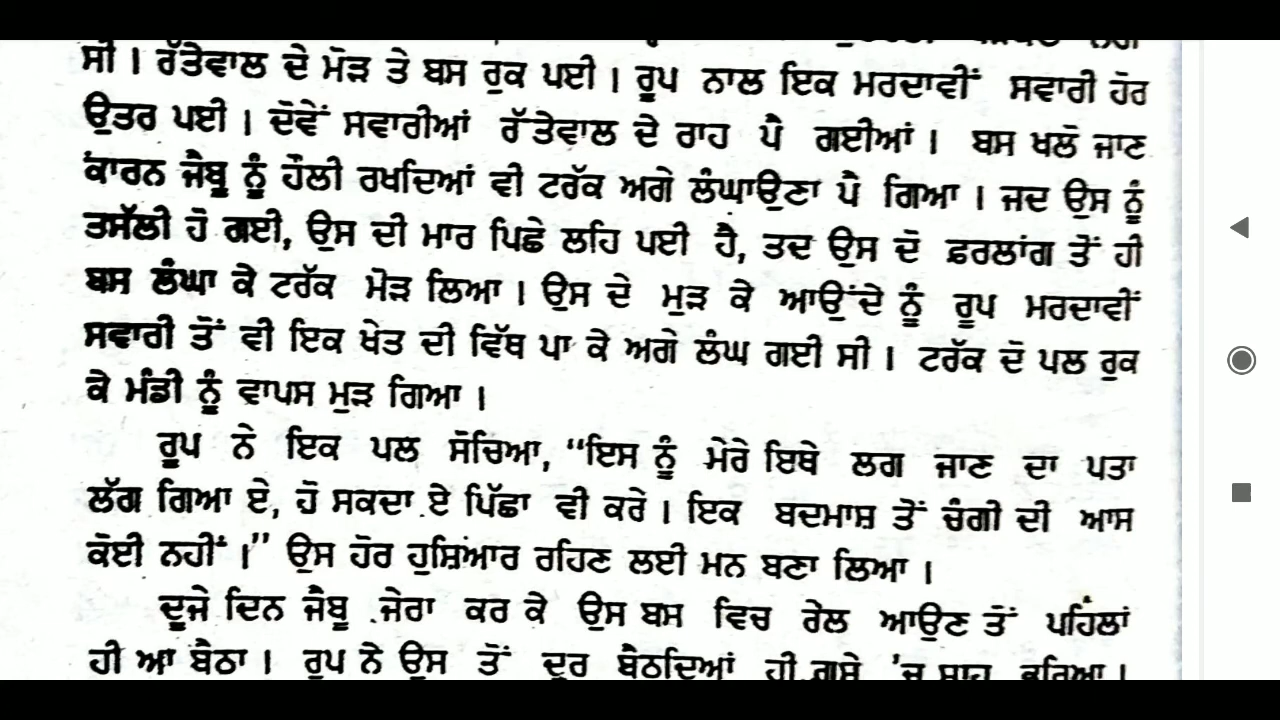 ਸੀ । ਰੱਤੇਵਾਲ ਦੇ ਮੋੜ ਤੇ ਬਸ ਰੁਕ ਪਈ । ਰੂਪ ਨਾਲ ਇਕ ਮਰਦਾਵੀਂ ਸਵਾਰੀ ਹੋਰ
ਉਤਰ ਪਈ । ਦੋਵੇਂ ਸਵਾਰੀਆਂ ਰੱਤੇਵਾਲ ਦੇ ਰਾਹ ਪੈ ਗਈਆਂ । ਬਸ ਖਲੋ ਜਾਣ
ਕਾਰਨ ਜੈਬੂ ਨੂੰ ਹੌਲੀ ਰਖਦਿਆਂ ਵੀ ਟਰੱਕ ਅਗੇ ਲੰਘਾਉਣਾ ਪੈ ਗਿਆ । ਜਦ ਉਸ ਨੂੰ
ਤਸੱਲੀ ਹੋ ਗਈ, ਉਸ ਦੀ ਮਾਰ ਪਿਛੇ ਲਹਿ ਪਈ ਹੈ, ਤਦ ਉਸ ਦੋ ਫ਼ਰਲਾਂਗ ਤੋਂ ਹੀ
ਬਸ ਲੰਘਾ ਕੇ ਟਰੱਕ ਮੋੜ ਲਿਆ । ਉਸ ਦੇ ਮੁੜ ਕੇ ਆਉਂਦੇ ਨੂੰ ਰੂਪ ਮਰਦਾਵੀਂ
ਸਵਾਰੀ ਤੋਂ ਵੀ ਇਕ ਖੇਤ ਦੀ ਵਿੱਥ ਪਾ ਕੇ ਅਗੇ ਲੰਘ ਗਈ ਸੀ । ਟਰੱਕ ਦੋ ਪਲ ਰੁਕ
ਕੇ ਮੰਡੀ ਨੂੰ ਵਾਪਸ ਮੁੜ ਗਿਆ ।
ਰੂਪ ਨੇ ਇਕ ਪਲ ਸੋਚਿਆ, “ਇਸ ਨੂੰ ਮੇਰੇ ਇਥੇ ਲਗ ਜਾਣ ਦਾ ਪਤਾ
ਲੱਗ ਗਿਆ ਏ, ਹੋ ਸਕਦਾ ਏ ਪਿੱਛਾ ਵੀ ਕਰੇ । ਇਕ ਬਦਮਾਸ਼ ਤੋਂ ਚੰਗੀ ਦੀ ਆਸ
ਕੋਈ ਨਹੀਂ ।” ਉਸ ਹੋਰ ਹੁਸ਼ਿਆਰ ਰਹਿਣ ਲਈ ਮਨ ਬਣਾ ਲਿਆ ।
ਦੂਜੇ ਦਿਨ ਜੈਬੂ ਜੇਰਾ ਕਰ ਕੇ ਉਸ ਬਸ ਵਿਚ ਰੇਲ ਆਉਣ ਤੋਂ ਪਹਿਲਾਂ
ਹੀ ਆ ਬੈਠਾ । ਰੂਪ ਨੇ ਉਸ ਤੋਂ ਦੂਰ ਬੈਠਦਿਆਂ ਹੀ ਗੁਸੇ 'ਚ ਸਾਹ ਭਰਿਆ ।